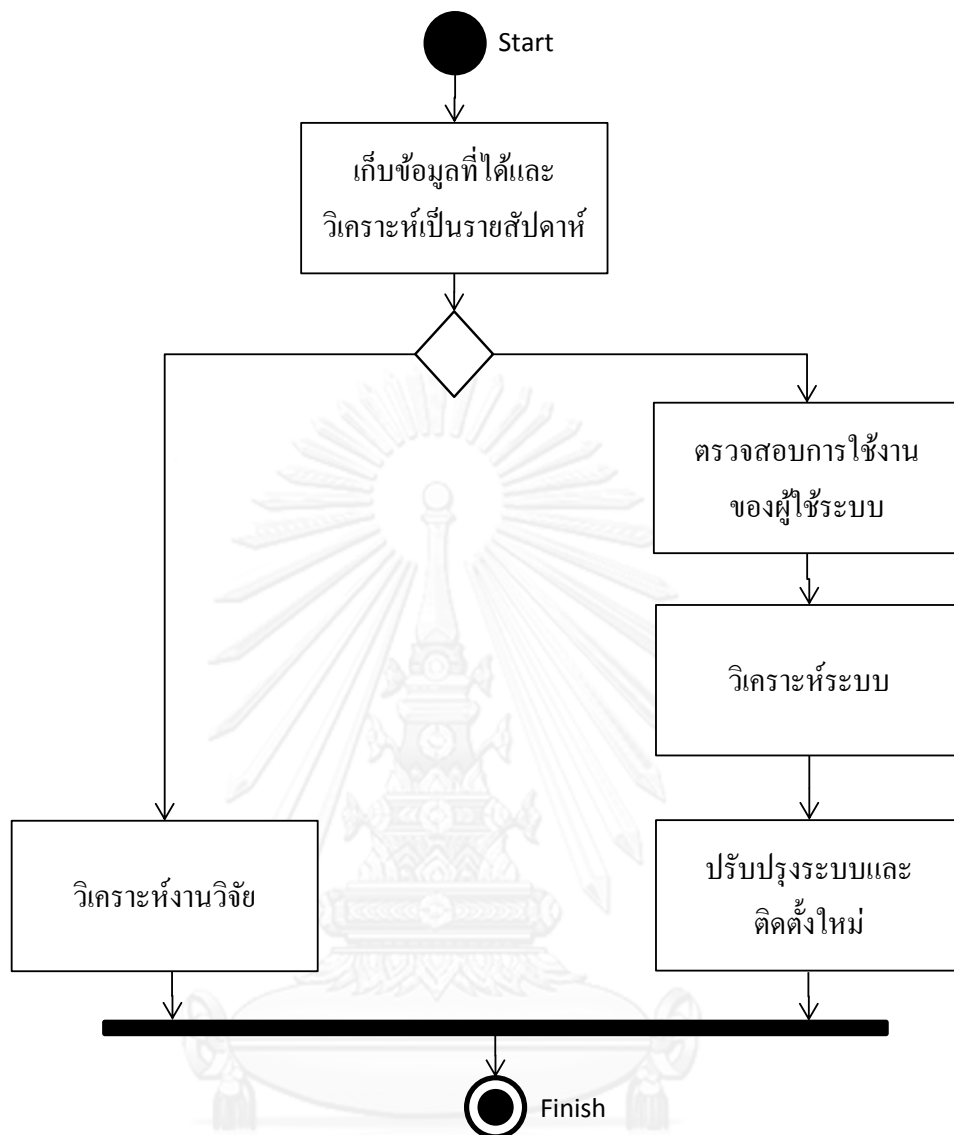 Start
เก็บข้อมูลที่ได้และ
วิเคราะห์เป็นรายสัปดาห์
ตรวจสอบการใช้งาน
ของผู้ใช้ระบบ
วิเคราะห์ระบบ
วิเคราะห์งานวิจัย
ปรับปรุงระบบและ
ติดตั้งใหม่
Finish